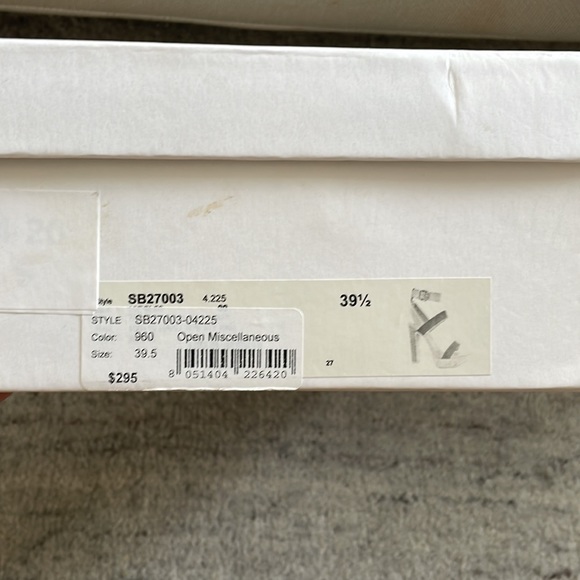 Style SB27003 4.225 39½
STYLE SB27003-04225
Color: 960 Open Miscellaneous
Size: 39.5
$295
8 051404 226420
27